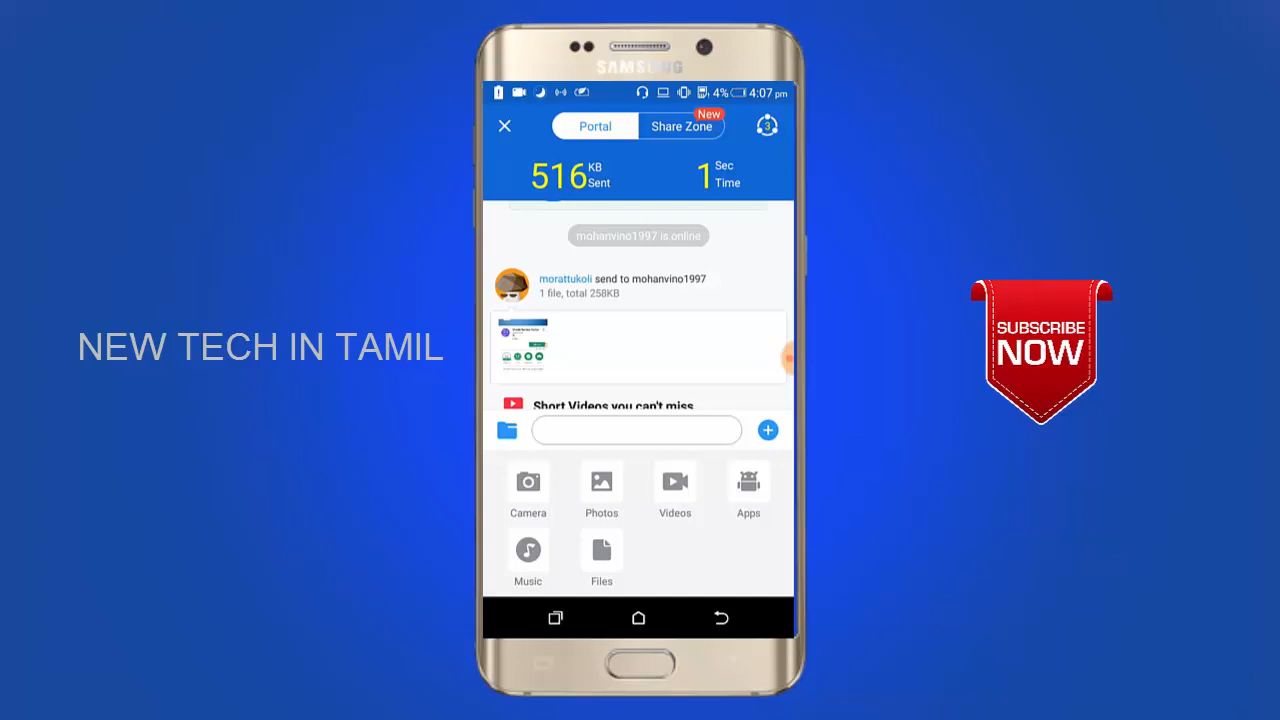 SAMSUNG
4% 4:07 pm
Portal
Share Zone
New
3
516 KB Sent
1 Sec Time
mohanvino1997 is online
morattukoli send to mohanvino1997
1 file, total 258KB
Short Videos you can't miss
Camera
Photos
Videos
Apps
Music
Files
NEW TECH IN TAMIL
SUBSCRIBE
NOW